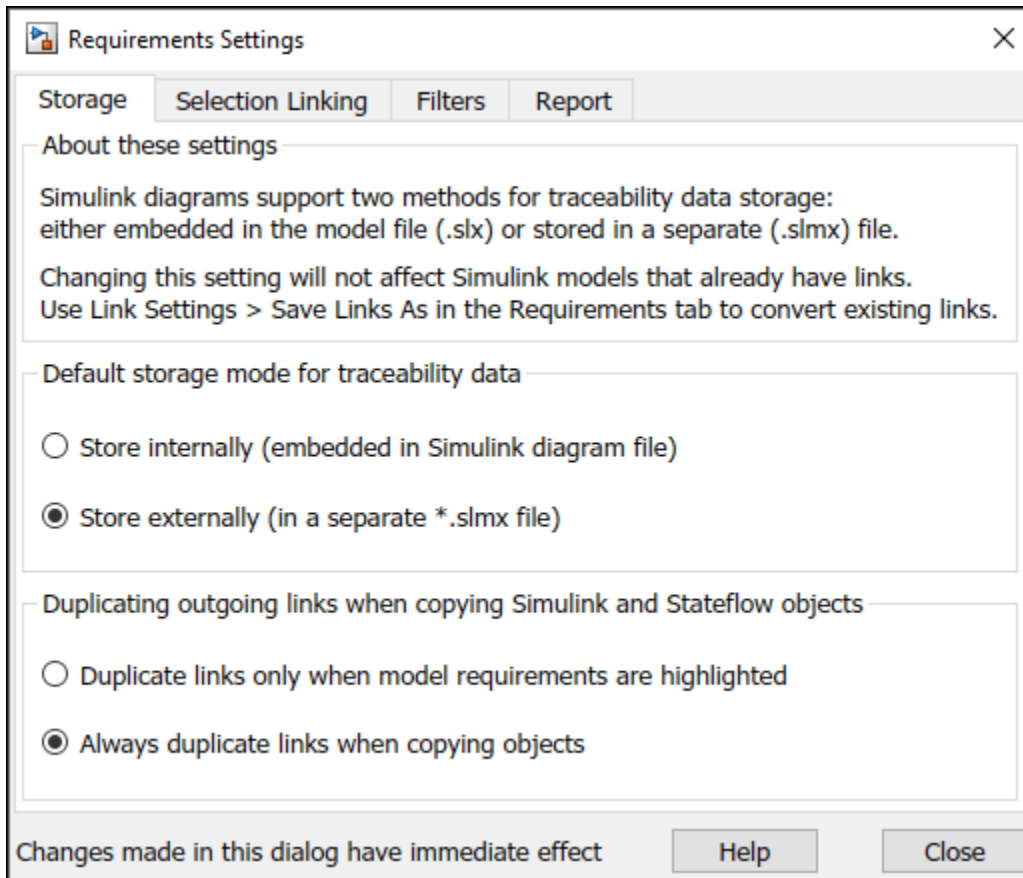 Requirements Settings
Storage
Selection Linking
Filters
Report
About these settings
Simulink diagrams support two methods for traceability data storage:
either embedded in the model file (.slx) or stored in a separate (.slmx) file.
Changing this setting will not affect Simulink models that already have links.
Use Link Settings > Save Links As in the Requirements tab to convert existing links.
Default storage mode for traceability data
Store internally (embedded in Simulink diagram file)
Store externally (in a separate *.slmx file)
Duplicating outgoing links when copying Simulink and Stateflow objects
Duplicate links only when model requirements are highlighted
Always duplicate links when copying objects
Changes made in this dialog have immediate effect
Help
Close